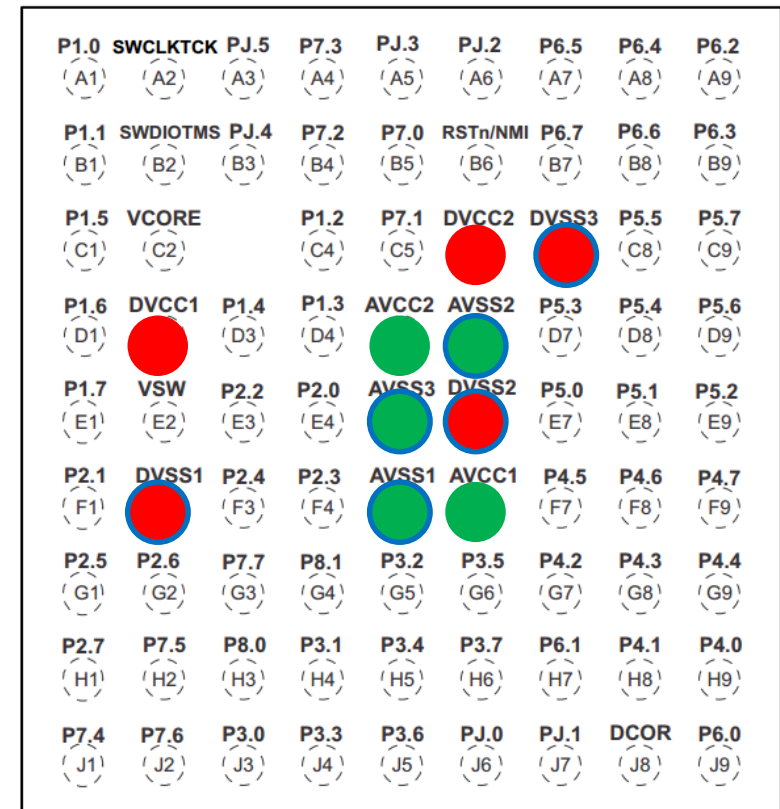 P1.0 SWCLKTCK PJ.5 P7.3 PJ.3 PJ.2 P6.5 P6.4 P6.2
A1 A2 A3 A4 A5 A6 A7 A8 A9
P1.1 SWDIOTMS PJ.4 P7.2 P7.0 RSTn/NMI P6.7 P6.6 P6.3
B1 B2 B3 B4 B5 B6 B7 B8 B9
P1.5 VCORE P1.2 P7.1 DVCC2 DVSS3 P5.5 P5.7
C1 C2 C4 C5 C8 C9
P1.6 DVCC1 P1.4 P1.3 AVCC2 AVSS2 P5.3 P5.4 P5.6
D1 D3 D4 D7 D8 D9
P1.7 VSW P2.2 P2.0 AVSS3 DVSS2 P5.0 P5.1 P5.2
E1 E2 E3 E4 E7 E8 E9
P2.1 DVSS1 P2.4 P2.3 AVSS1 AVCC1 P4.5 P4.6 P4.7
F1 F3 F4 F7 F8 F9
P2.5 P2.6 P7.7 P8.1 P3.2 P3.5 P4.2 P4.3 P4.4
G1 G2 G3 G4 G5 G6 G7 G8 G9
P2.7 P7.5 P8.0 P3.1 P3.4 P3.7 P6.1 P4.1 P4.0
H1 H2 H3 H4 H5 H6 H7 H8 H9
P7.4 P7.6 P3.0 P3.3 P3.6 PJ.0 PJ.1 DCOR P6.0
J1 J2 J3 J4 J5 J6 J7 J8 J9